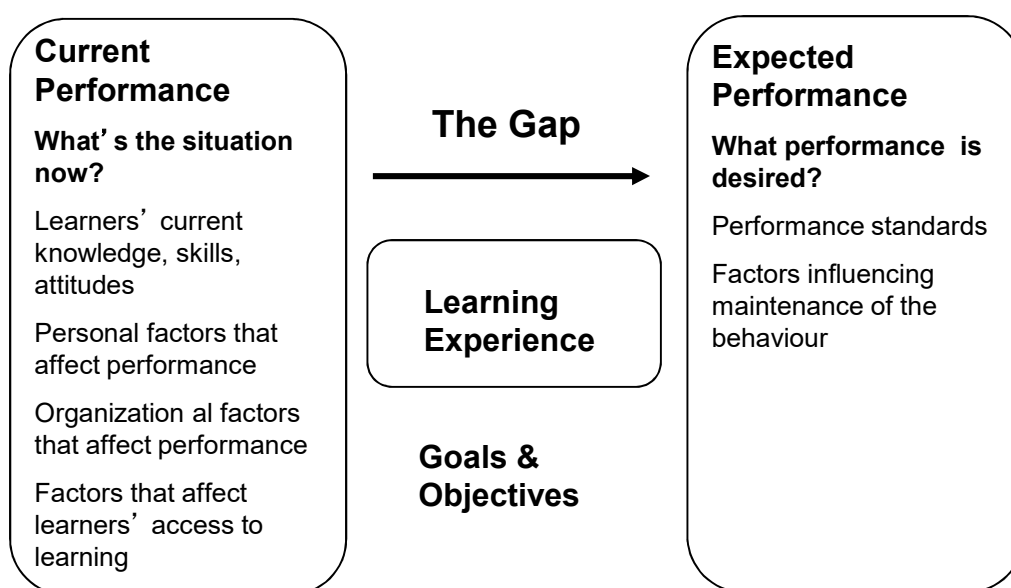 Current
Performance
What's the situation
now?
Learners' current
knowledge, skills,
attitudes
Personal factors that
affect performance
Organization al factors
that affect performance
Factors that affect
learners' access to
learning
The Gap
Learning
Experience
Goals &
Objectives
Expected
Performance
What performance is
desired?
Performance standards
Factors influencing
maintenance of the
behaviour